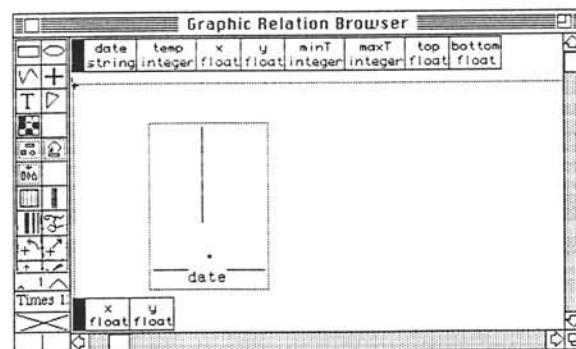 Graphic Relation Browser
date temp x y minT maxT top bottom
string integer float float integer integer float float
T
date
1
Times 1
x y
float float